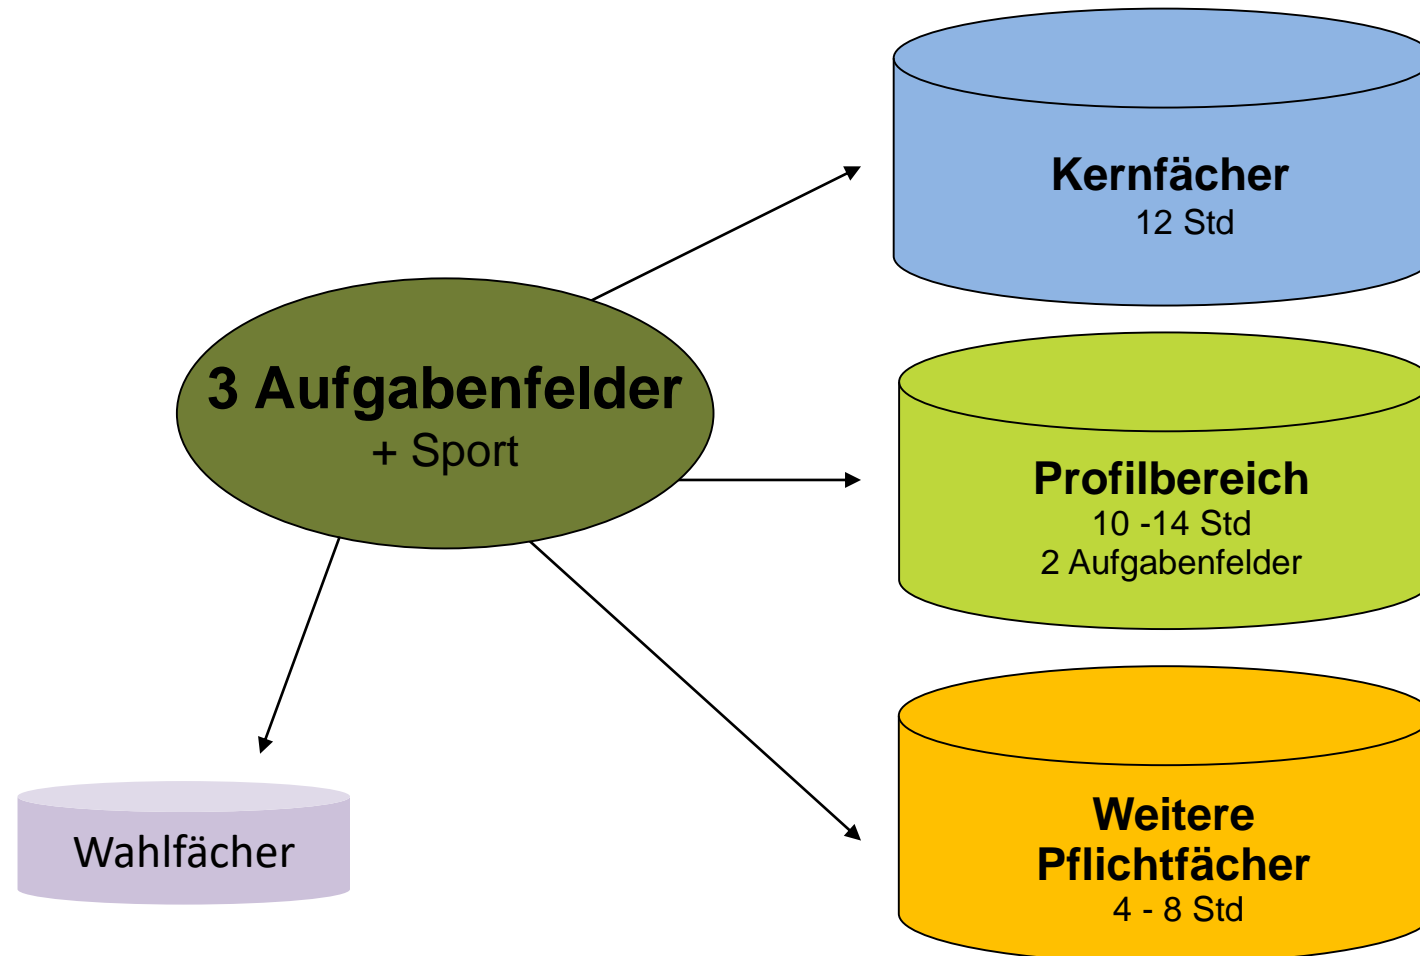 Kernfächer
12 Std
3 Aufgabenfelder
+ Sport
Profilbereich
10 -14 Std
2 Aufgabenfelder
Weitere
Pflichtfächer
4 - 8 Std
Wahlfächer